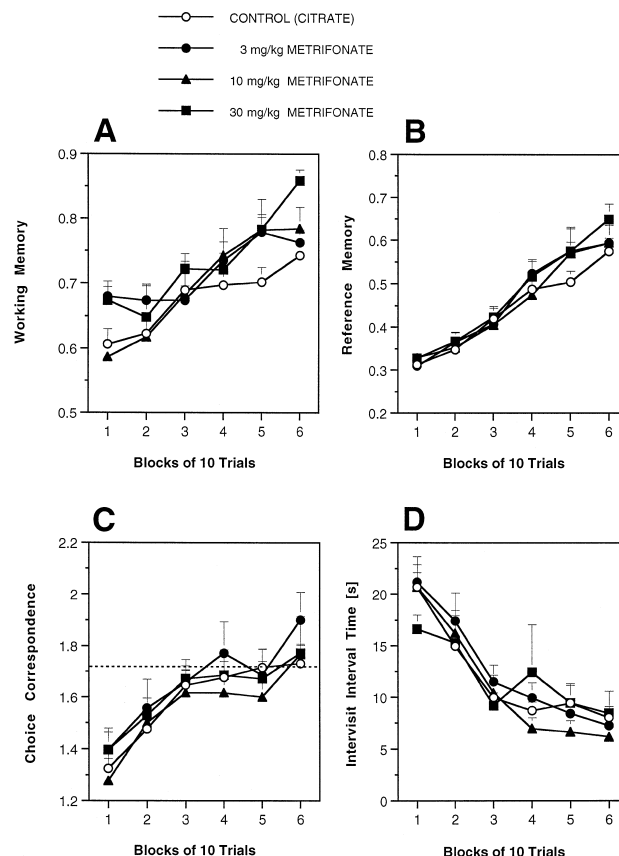 CONTROL (CITRATE)
3 mg/kg METRIFONATE
10 mg/kg METRIFONATE
30 mg/kg METRIFONATE
A
0.9
0.8
0.7
0.6
0.5
Working Memory
1 2 3 4 5 6
Blocks of 10 Trials
B
0.8
0.7
0.6
0.5
0.4
0.3
0.2
Reference Memory
1 2 3 4 5 6
Blocks of 10 Trials
C
2.2
2.0
1.8
1.6
1.4
1.2
Choice Correspondence
1 2 3 4 5 6
Blocks of 10 Trials
D
25
20
15
10
5
0
Intervisit Interval Time [s]
1 2 3 4 5 6
Blocks of 10 Trials